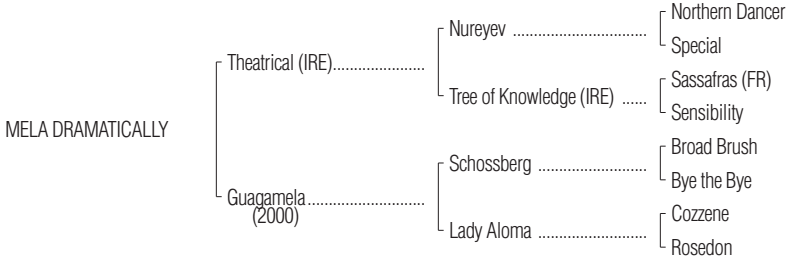 Northern Dancer
Nureyev ................................
Special
Theatrical (IRE)......................
Sassafras (FR)
Tree of Knowledge (IRE) ......
Sensibility
MELA DRAMATICALLY
Broad Brush
Schossberg ..........................
Bye the Bye
Guagamela ............................
(2000)
Cozzene
Lady Aloma ..........................
Rosedon